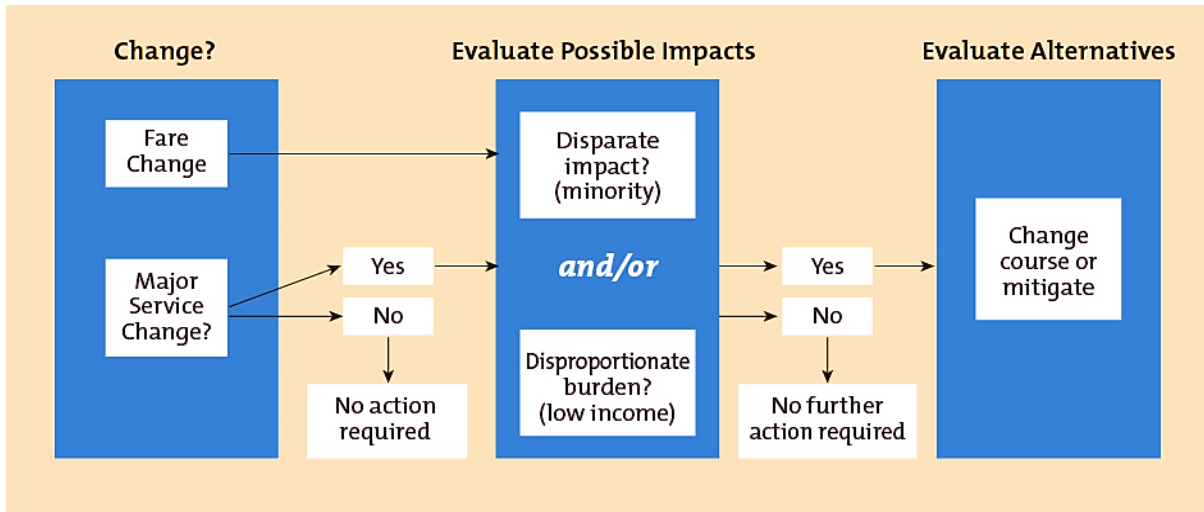 Change?
Evaluate Possible Impacts
Evaluate Alternatives
Fare
Change
Major
Service
Change?
Yes
No
No action
required
Disparate
impact?
(minority)
and/or
Disproportionate
burden?
(low income)
Yes
No
No further
action required
Change
course or
mitigate